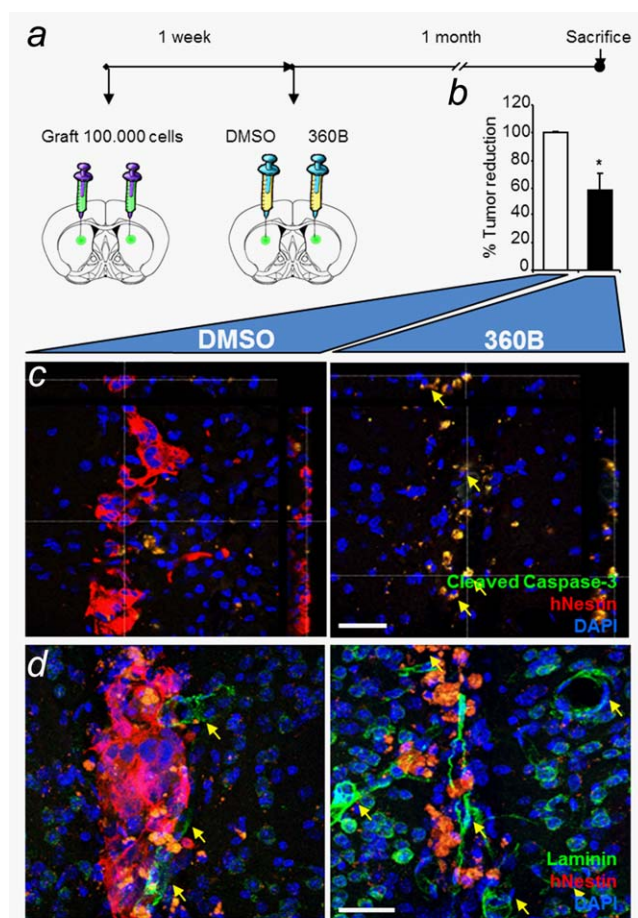 a
1 week
1 month
Sacrifice
Graft 100.000 cells
DMSO
360B
b
% Tumor reduction
120
100
80
60
40
20
0
*
DMSO
360B
c
Cleaved Caspase-3
hNestin
DAPI
d
Laminin
hNestin
DAPI